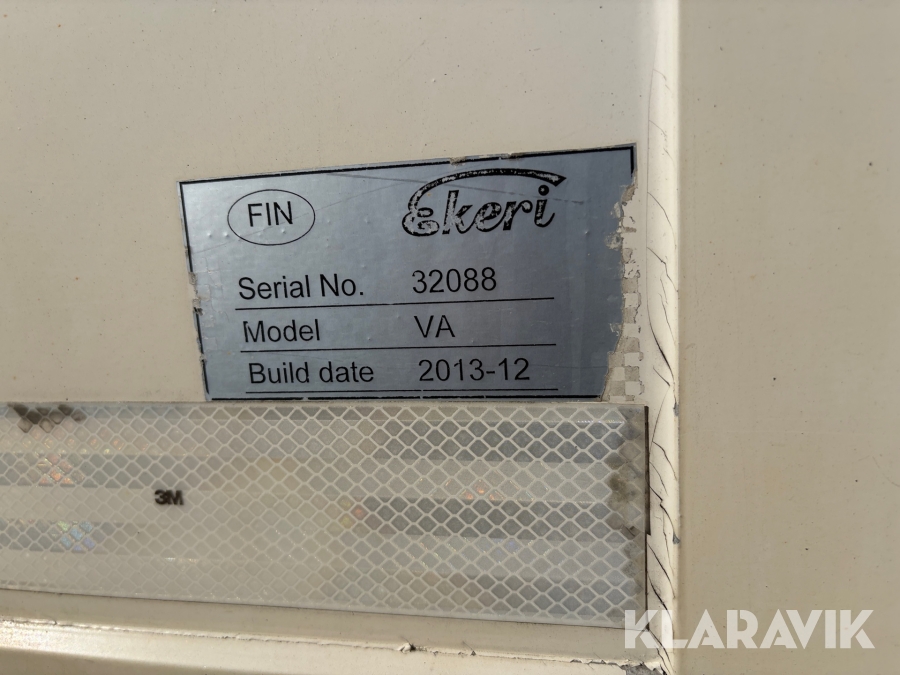 FIN Ekeri
Serial No. 32088
Model VA
Build date 2013-12
3M
KLARAVIK